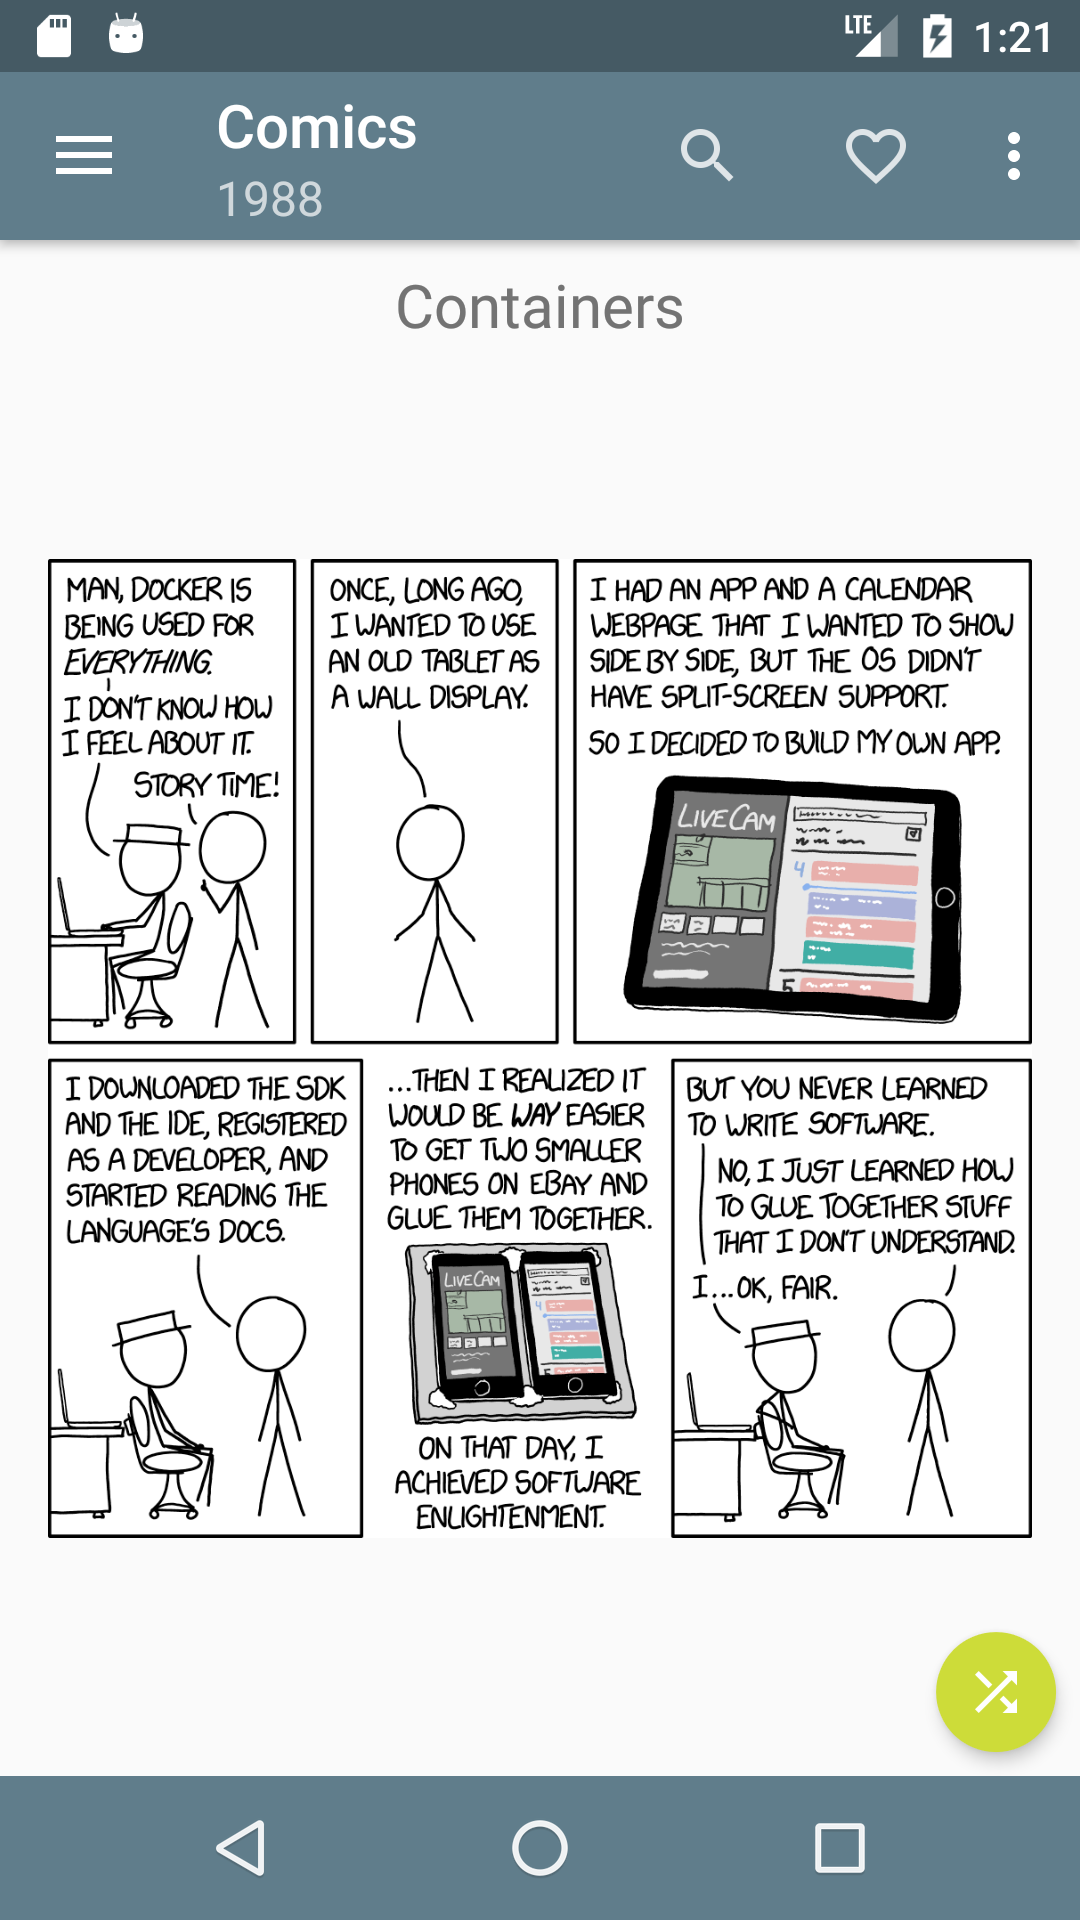 LTE 1:21
Comics
1988
Containers
MAN, DOCKER IS
BEING USED FOR
EVERYTHING.
I DON'T KNOW HOW
I FEEL ABOUT IT.
STORY TIME!
ONCE, LONG AGO,
I WANTED TO USE
AN OLD TABLET AS
A WALL DISPLAY.
I HAD AN APP AND A CALENDAR
WEBPAGE THAT I WANTED TO SHOW
SIDE BY SIDE, BUT THE OS DIDN'T
HAVE SPLIT-SCREEN SUPPORT.
SO I DECIDED TO BUILD MY OWN APP.
LIVECAM
4
5
I DOWNLOADED THE SDK
AND THE IDE, REGISTERED
AS A DEVELOPER, AND
STARTED READING THE
LANGUAGE'S DOCS.
...THEN I REALIZED IT
WOULD BE WAY EASIER
TO GET TWO SMALLER
PHONES ON EBAY AND
GLUE THEM TOGETHER.
LIVECAM
4
5
ON THAT DAY, I
ACHIEVED SOFTWARE
ENLIGHTENMENT.
BUT YOU NEVER LEARNED
TO WRITE SOFTWARE.
NO, I JUST LEARNED HOW
TO GLUE TOGETHER STUFF
THAT I DON'T UNDERSTAND.
I...OK, FAIR.